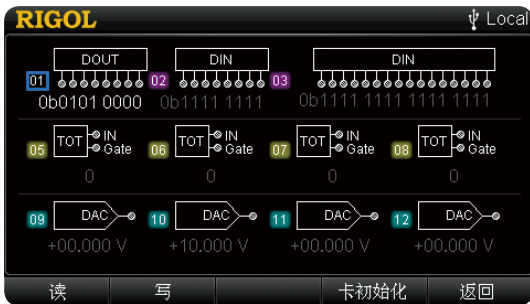 RIGOL Local
DOUT DIN DIN
01 02 03
0b0101 0000 0b1111 1111 0b1111 1111 1111 1111
05 TOT IN Gate 06 TOT IN Gate 07 TOT IN Gate 08 TOT IN Gate
0 0 0 0
09 DAC 10 DAC 11 DAC 12 DAC
+00.000 V +10.000 V +00.000 V +00.000 V
读 写 卡初始化 返回